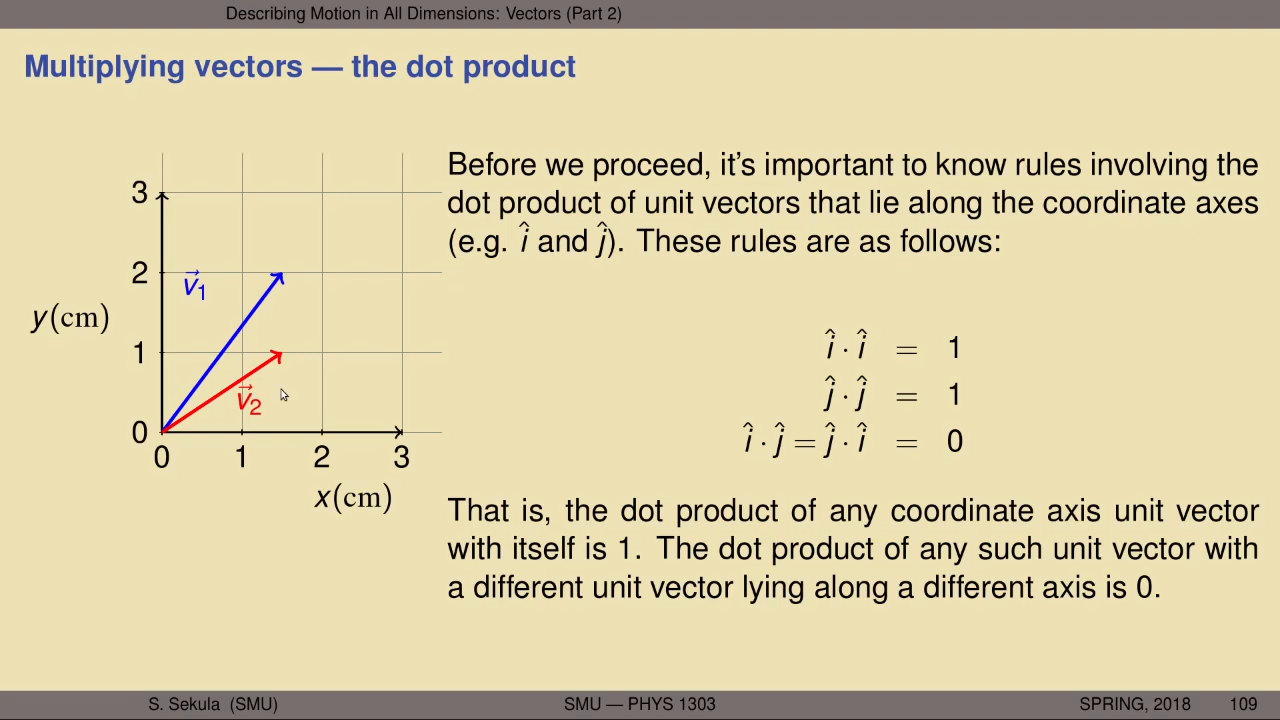 Describing Motion in All Dimensions: Vectors (Part 2)
Multiplying vectors — the dot product
3
2
1
0
0 1 2 3
y(cm)
x(cm)
v⃗1
v⃗2
Before we proceed, it's important to know rules involving the
dot product of unit vectors that lie along the coordinate axes
(e.g. î and ĵ). These rules are as follows:
î · î = 1
ĵ · ĵ = 1
î · ĵ = ĵ · î = 0
That is, the dot product of any coordinate axis unit vector
with itself is 1. The dot product of any such unit vector with
a different unit vector lying along a different axis is 0.
S. Sekula (SMU) SMU — PHYS 1303 SPRING, 2018 109